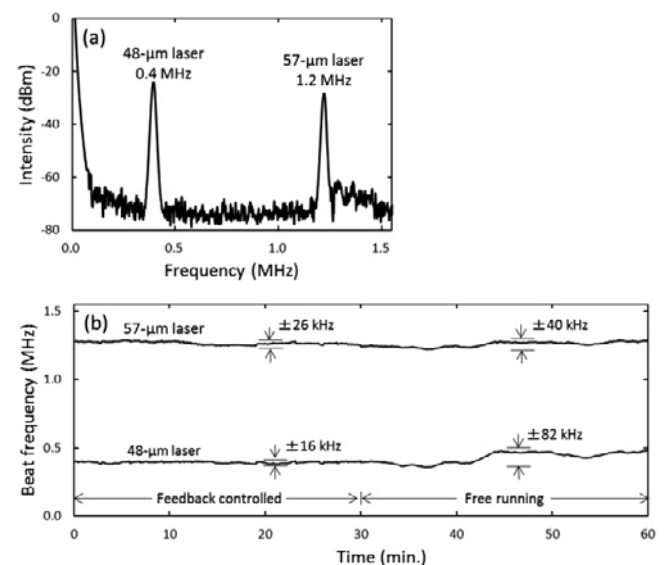 (a)
48-μm laser
0.4 MHz
57-μm laser
1.2 MHz
Intensity (dBm)
0
-20
-40
-60
-80
0.0 0.5 1.0 1.5
Frequency (MHz)
(b)
57-μm laser
±26 kHz
±40 kHz
48-μm laser
±16 kHz
±82 kHz
Feedback controlled
Free running
Beat frequency (MHz)
1.5
1.0
0.5
0.0
0 10 20 30 40 50 60
Time (min.)